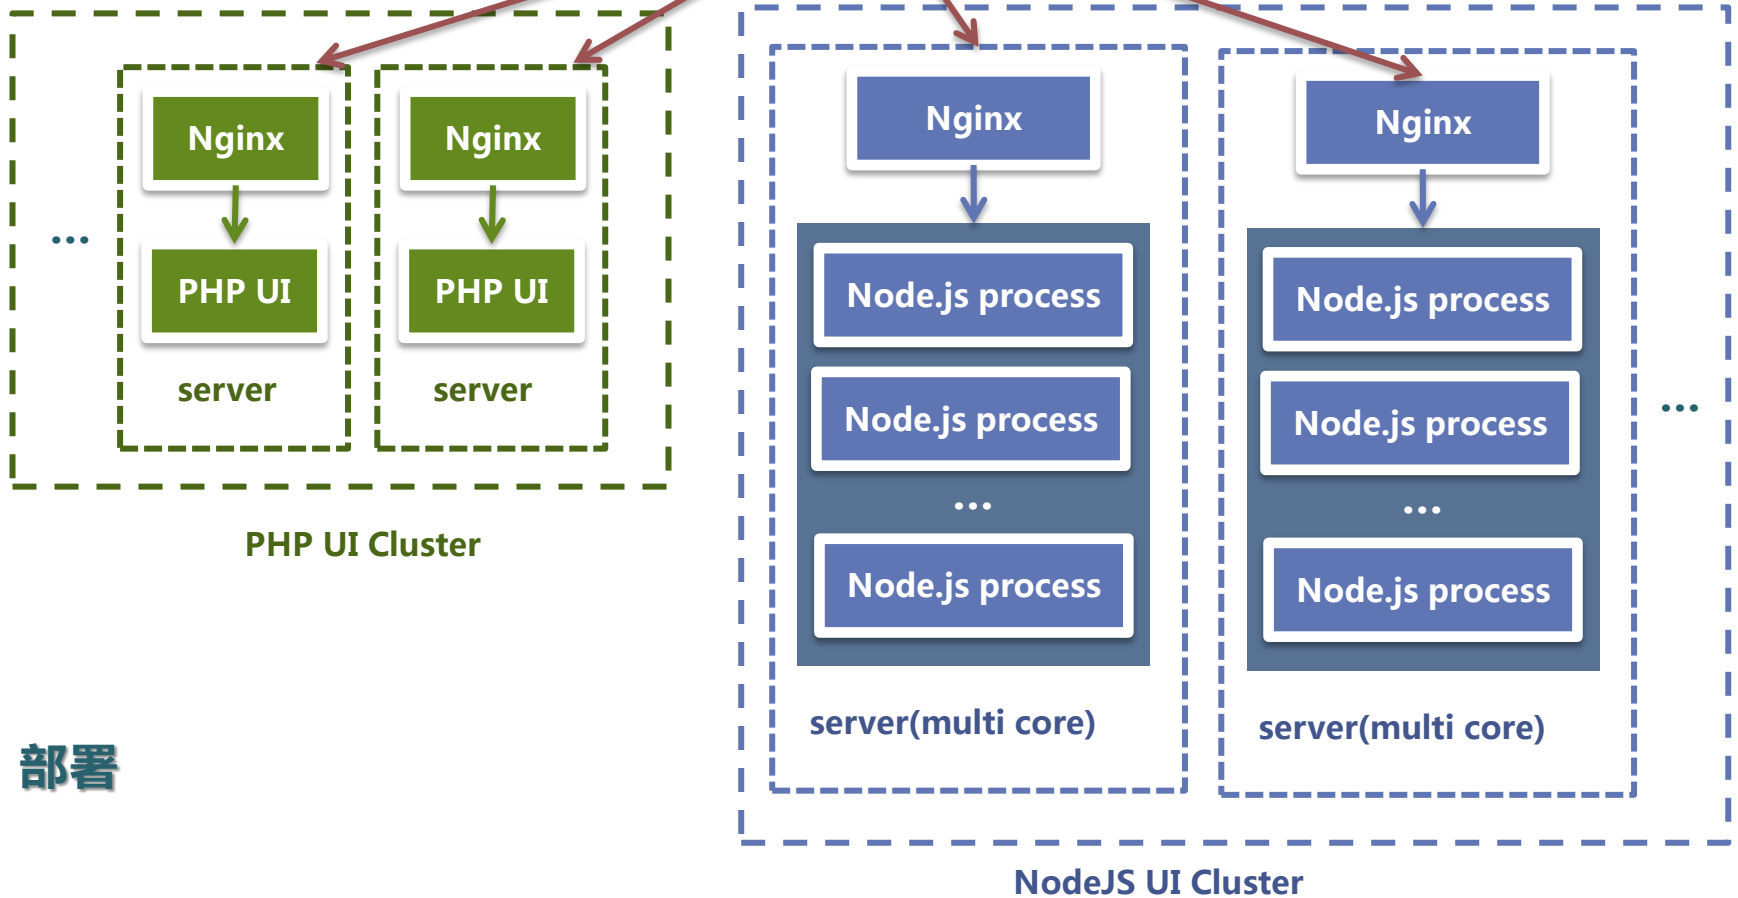 Nginx
PHP UI
server
Nginx
PHP UI
server
...
PHP UI Cluster
Nginx
Node.js process
Node.js process
...
Node.js process
server(multi core)
Nginx
Node.js process
Node.js process
...
Node.js process
server(multi core)
...
NodeJS UI Cluster
部署